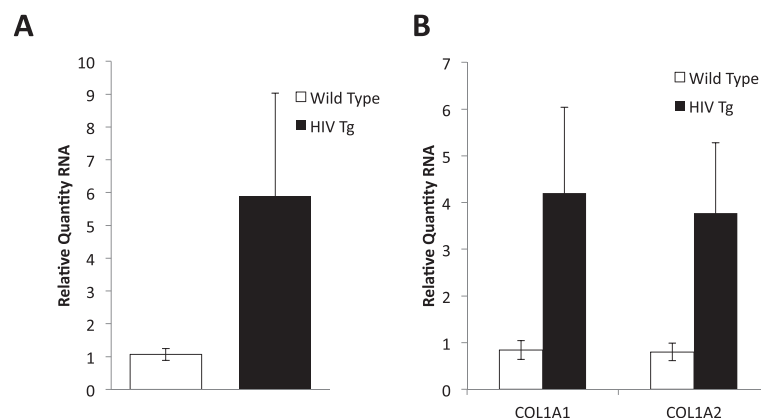 A
Relative Quantity RNA
10
9
8
7
6
5
4
3
2
1
0
Wild Type
HIV Tg
B
Relative Quantity RNA
7
6
5
4
3
2
1
0
Wild Type
HIV Tg
COL1A1
COL1A2